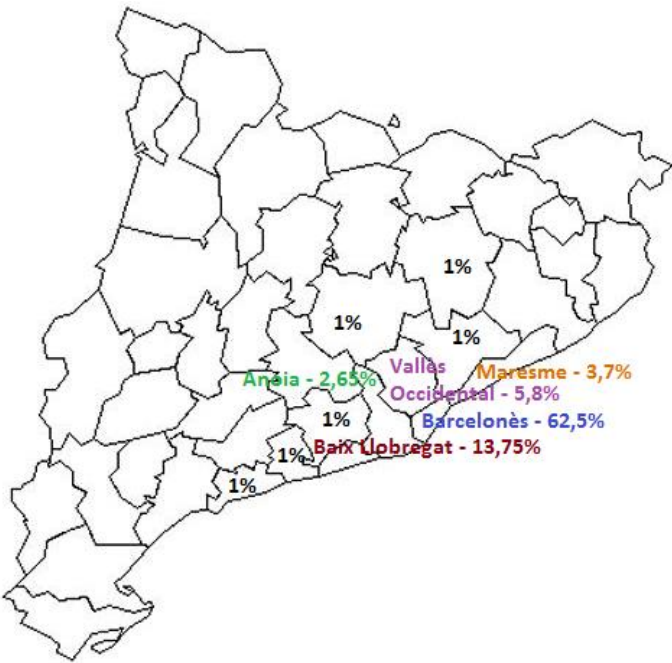 1%
1%
1%
Vallès
Occidental - 5,8%
Maresme - 3,7%
Anoia - 2,65%
1%
Barcelonès - 62,5%
Baix Llobregat - 13,75%
1%
1%